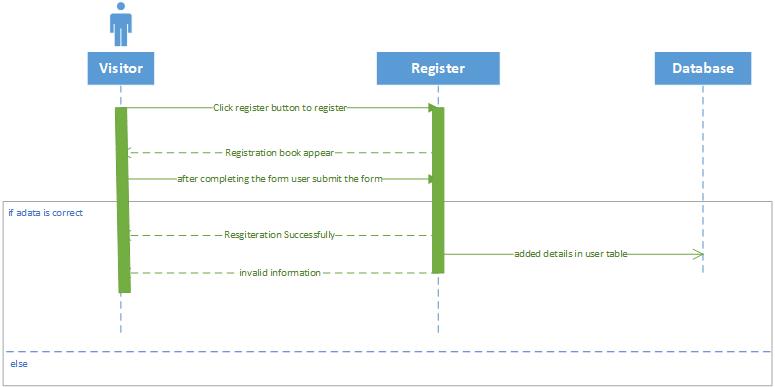 Visitor
Register
Database
Click register button to register
Registration book appear
after completing the form user submit the form
if adata is correct
Resgiteration Successfully
added details in user table
invalid information
else